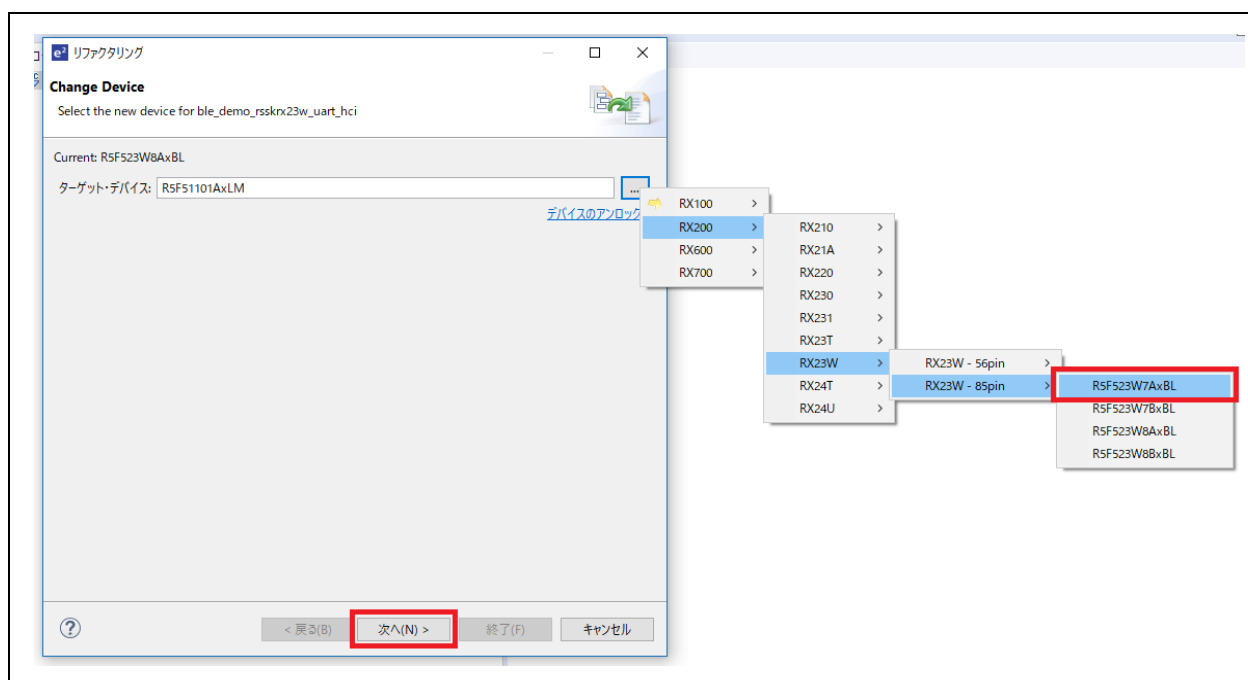 e² リファクタリング
Change Device
Select the new device for ble_demo_rsskrx23w_uart_hci
Current: R5F523W8AxBL
ターゲット・デバイス: R5F51101AxLM ...
デバイスのアンロック
RX100
RX200
RX600
RX700
RX210
RX21A
RX220
RX230
RX231
RX23T
RX23W
RX24T
RX24U
RX23W - 56pin
RX23W - 85pin
R5F523W7AxBL
R5F523W7BxBL
R5F523W8AxBL
R5F523W8BxBL
< 戻る(B) 次へ(N) > 終了(F) キャンセル